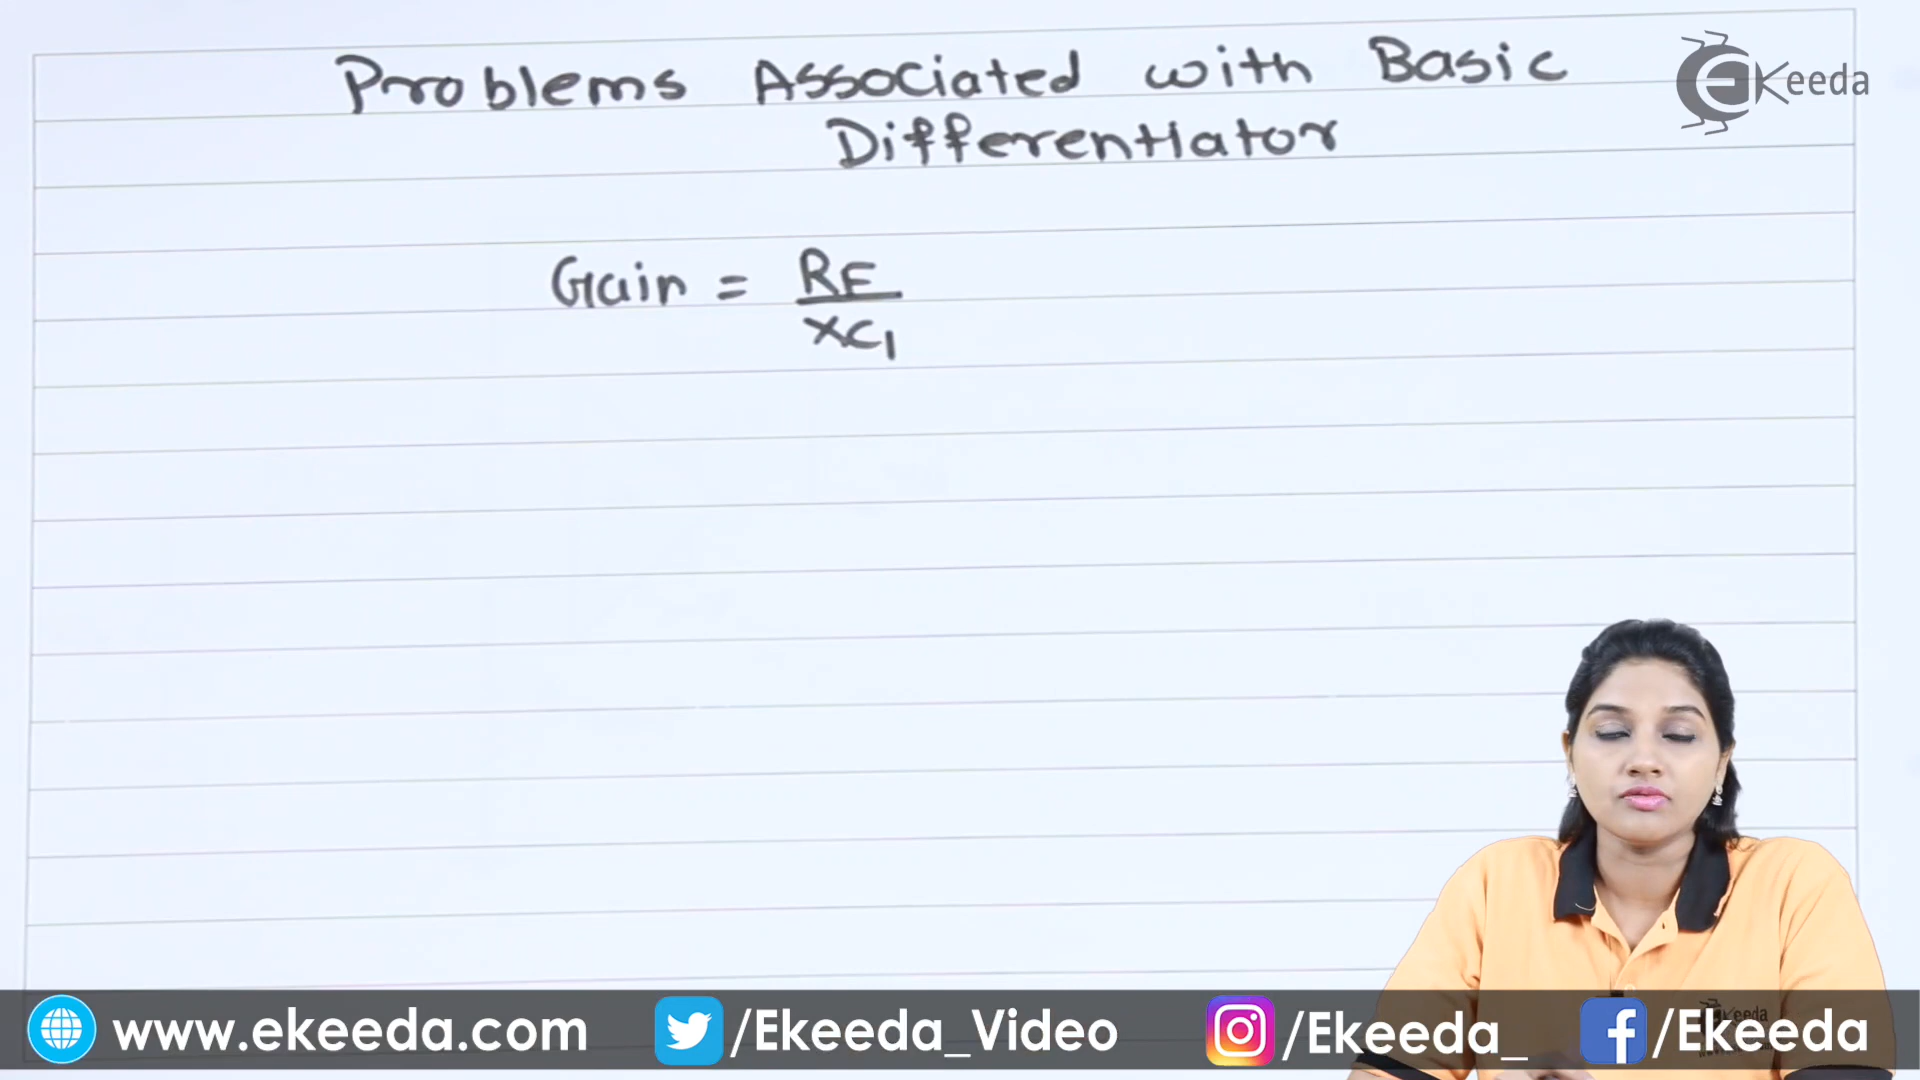 Problems Associated with Basic
Differentiator
EKeeda
Gain = RF
XC1
www.ekeeda.com
/Ekeeda_Video
/Ekeeda_
/Ekeeda